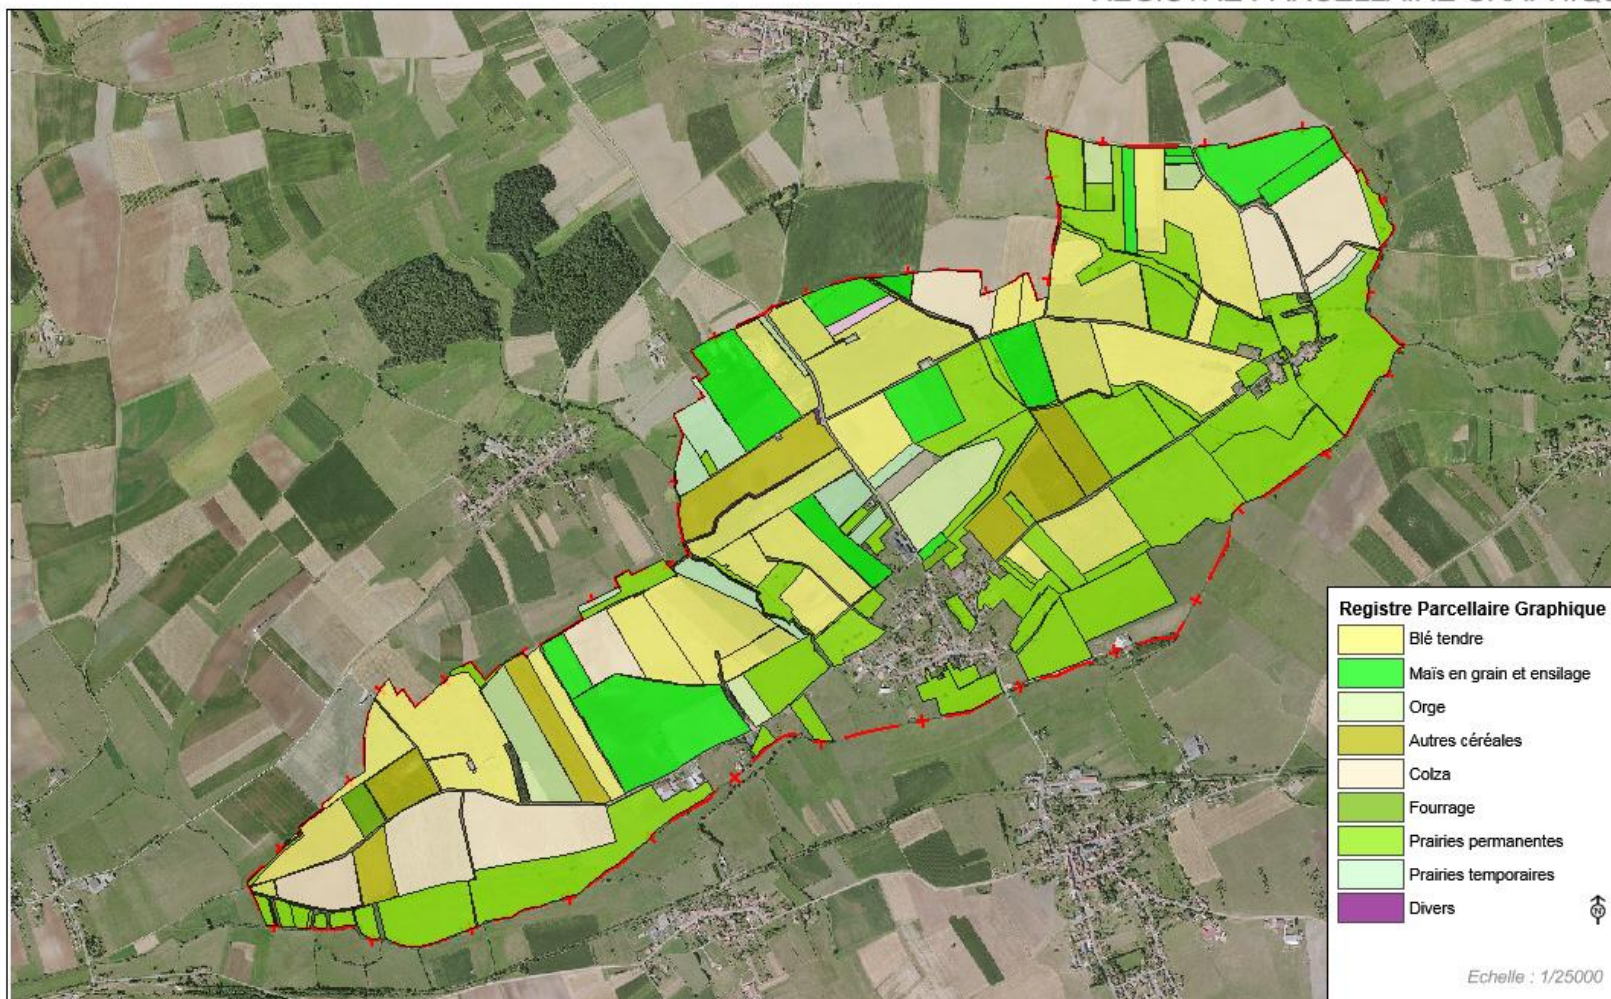 Registre Parcellaire Graphique
Blé tendre
Maïs en grain et ensilage
Orge
Autres céréales
Colza
Fourrage
Prairies permanentes
Prairies temporaires
Divers
N
Echelle : 1/25000